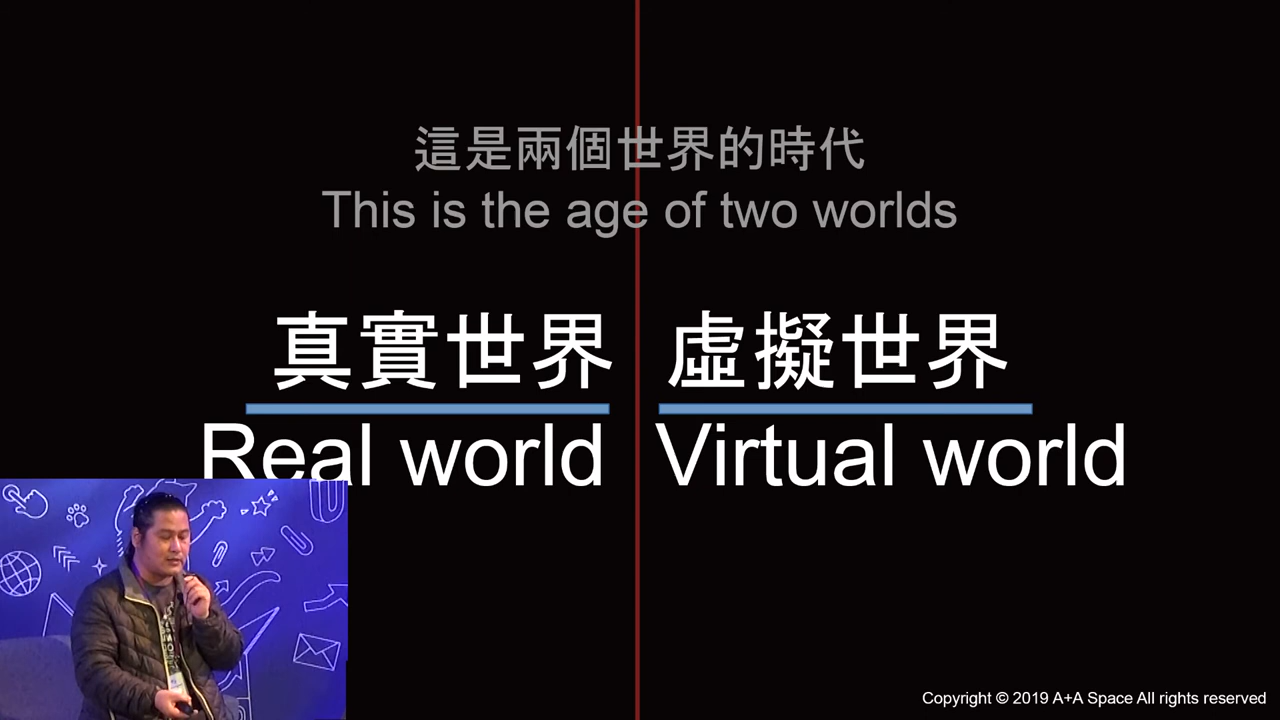 這是兩個世界的時代
This is the age of two worlds
真實世界 虛擬世界
Real world Virtual world
Copyright © 2019 A+A Space All rights reserved